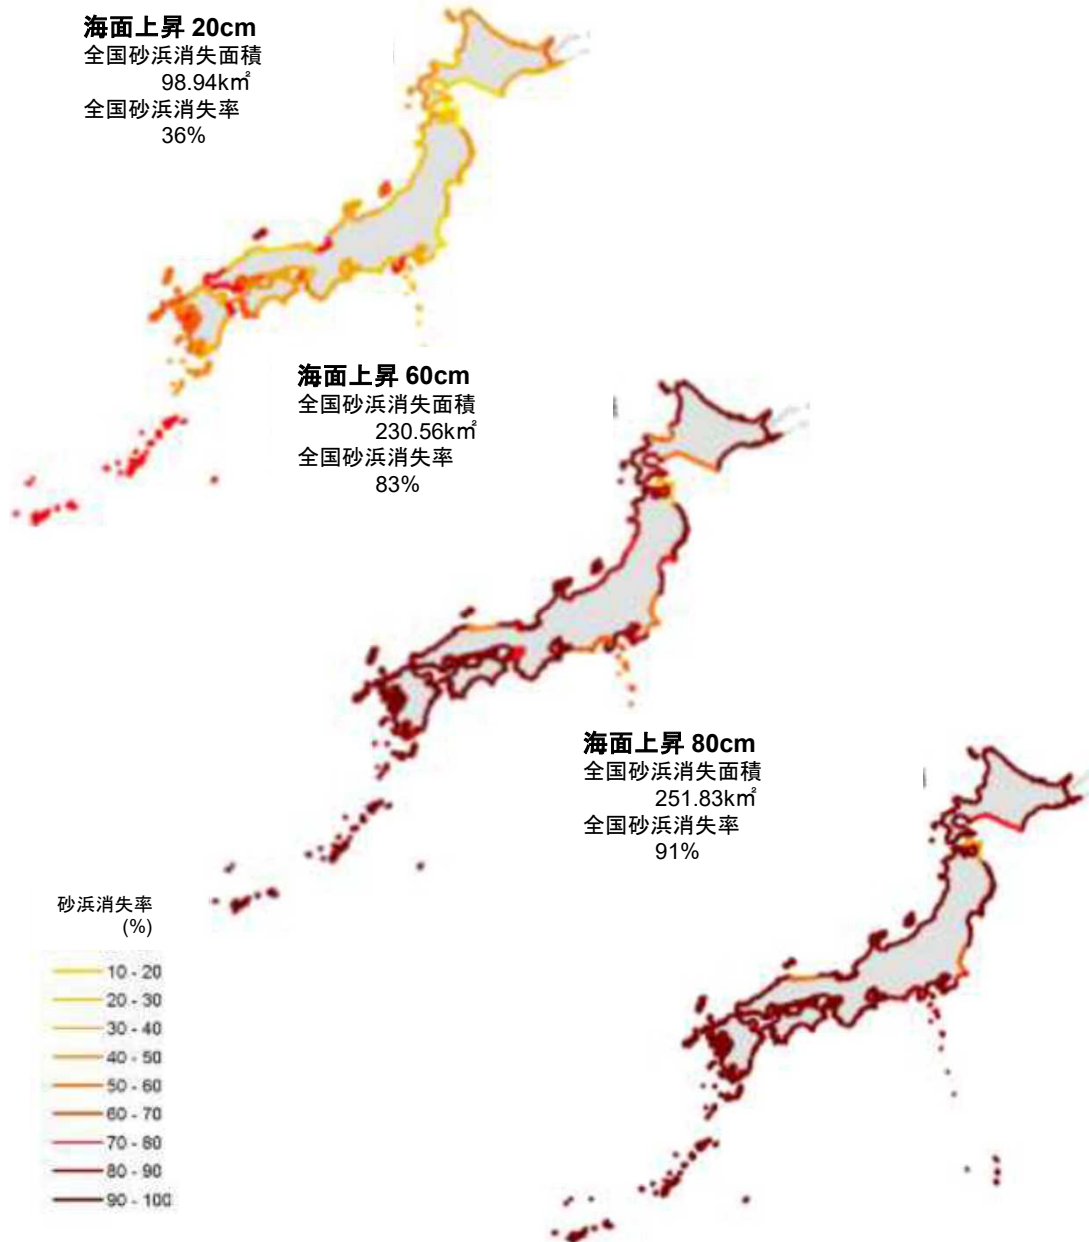 海面上昇 20cm
全国砂浜消失面積
98.94k㎡
全国砂浜消失率
36%
海面上昇 60cm
全国砂浜消失面積
230.56k㎡
全国砂浜消失率
83%
海面上昇 80cm
全国砂浜消失面積
251.83k㎡
全国砂浜消失率
91%
砂浜消失率
(%)
10 - 20
20 - 30
30 - 40
40 - 50
50 - 60
60 - 70
70 - 80
80 - 90
90 - 100